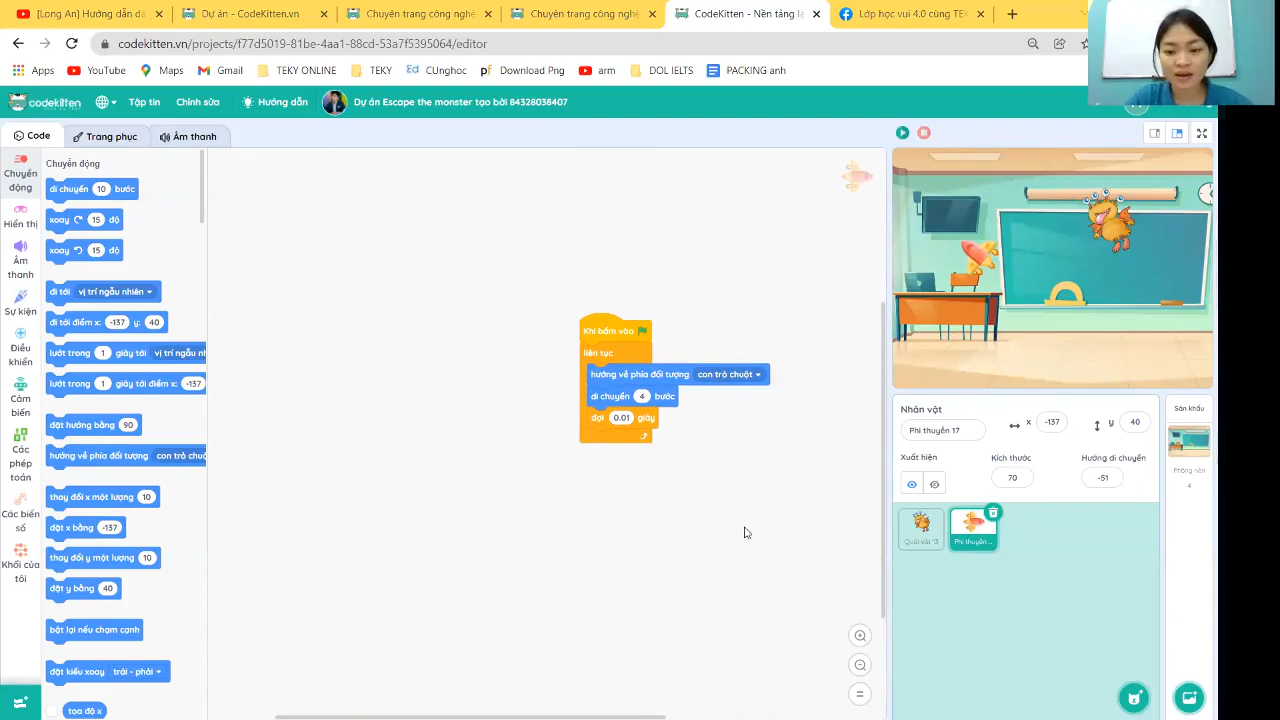 [Long An] Hướng dẫn dà
Dự án - CodeKitten.vn
Chuyên trang công nghệ
Chuyên trang công nghệ
CodeKitten - Nền tảng lậ
Lớp học vui 4.0 cùng TEK
codekitten.vn/projects/f77d5019-81be-4aa1-88cd-53a7f5395064/editor
Apps
YouTube
Maps
Gmail
TEKY ONLINE
TEKY
CUnghoc
Download Png
arm
DOL IELTS
PACKING anh
codekitten
Tập tin
Chỉnh sửa
Hướng dẫn
Dự án Escape the monster tạo bởi 84328038407
Code
Trang phục
Âm thanh
Chuyển động
Hiển thị
Âm thanh
Sự kiện
Điều khiển
Cảm biến
Các phép toán
Các biến số
Khối của tôi
Chuyển động
di chuyển 10 bước
xoay 15 độ
xoay 15 độ
đi tới vị trí ngẫu nhiên
đi tới điểm x: -137 y: 40
lướt trong 1 giây tới vị trí ngẫu nh
lướt trong 1 giây tới điểm x: -137
đặt hướng bằng 90
hướng về phía đối tượng con trỏ chuộ
thay đổi x một lượng 10
đặt x bằng -137
thay đổi y một lượng 10
đặt y bằng 40
bật lại nếu chạm cạnh
đặt kiểu xoay trái - phải
tọa độ x
Khi bấm vào
liên tục
hướng về phía đối tượng con trỏ chuột
di chuyển 4 bước
đợi 0.01 giây
Nhân vật
Phi thuyền 17
x -137
y 40
Xuất hiện
Kích thước
Hướng di chuyển
70
-51
Quái vật 13
Phi thuyền ...
Sân khấu
Phông nền
4